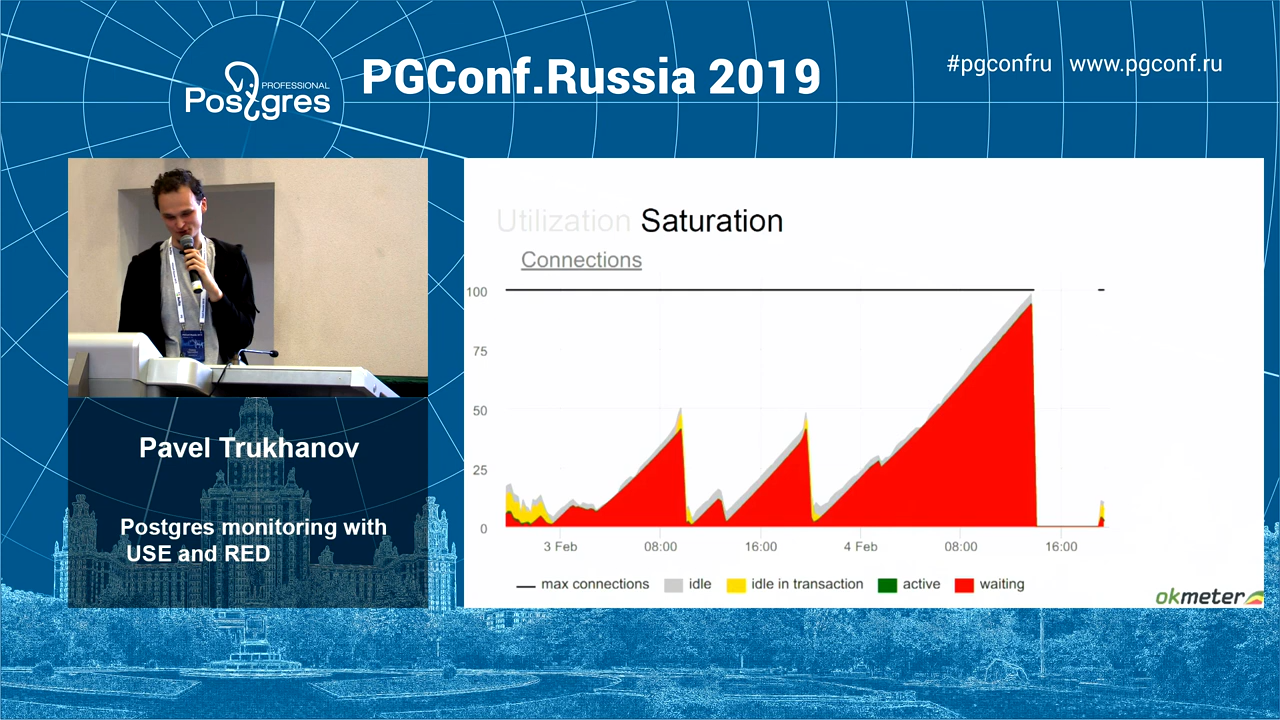 PROFESSIONAL
Postgres
PGConf.Russia 2019
#pgconfru www.pgconf.ru
Pavel Trukhanov
Postgres monitoring with
USE and RED
Utilization Saturation
Connections
100
75
50
25
0
3 Feb 08:00 16:00 4 Feb 08:00 16:00
max connections idle idle in transaction active waiting
okmeter